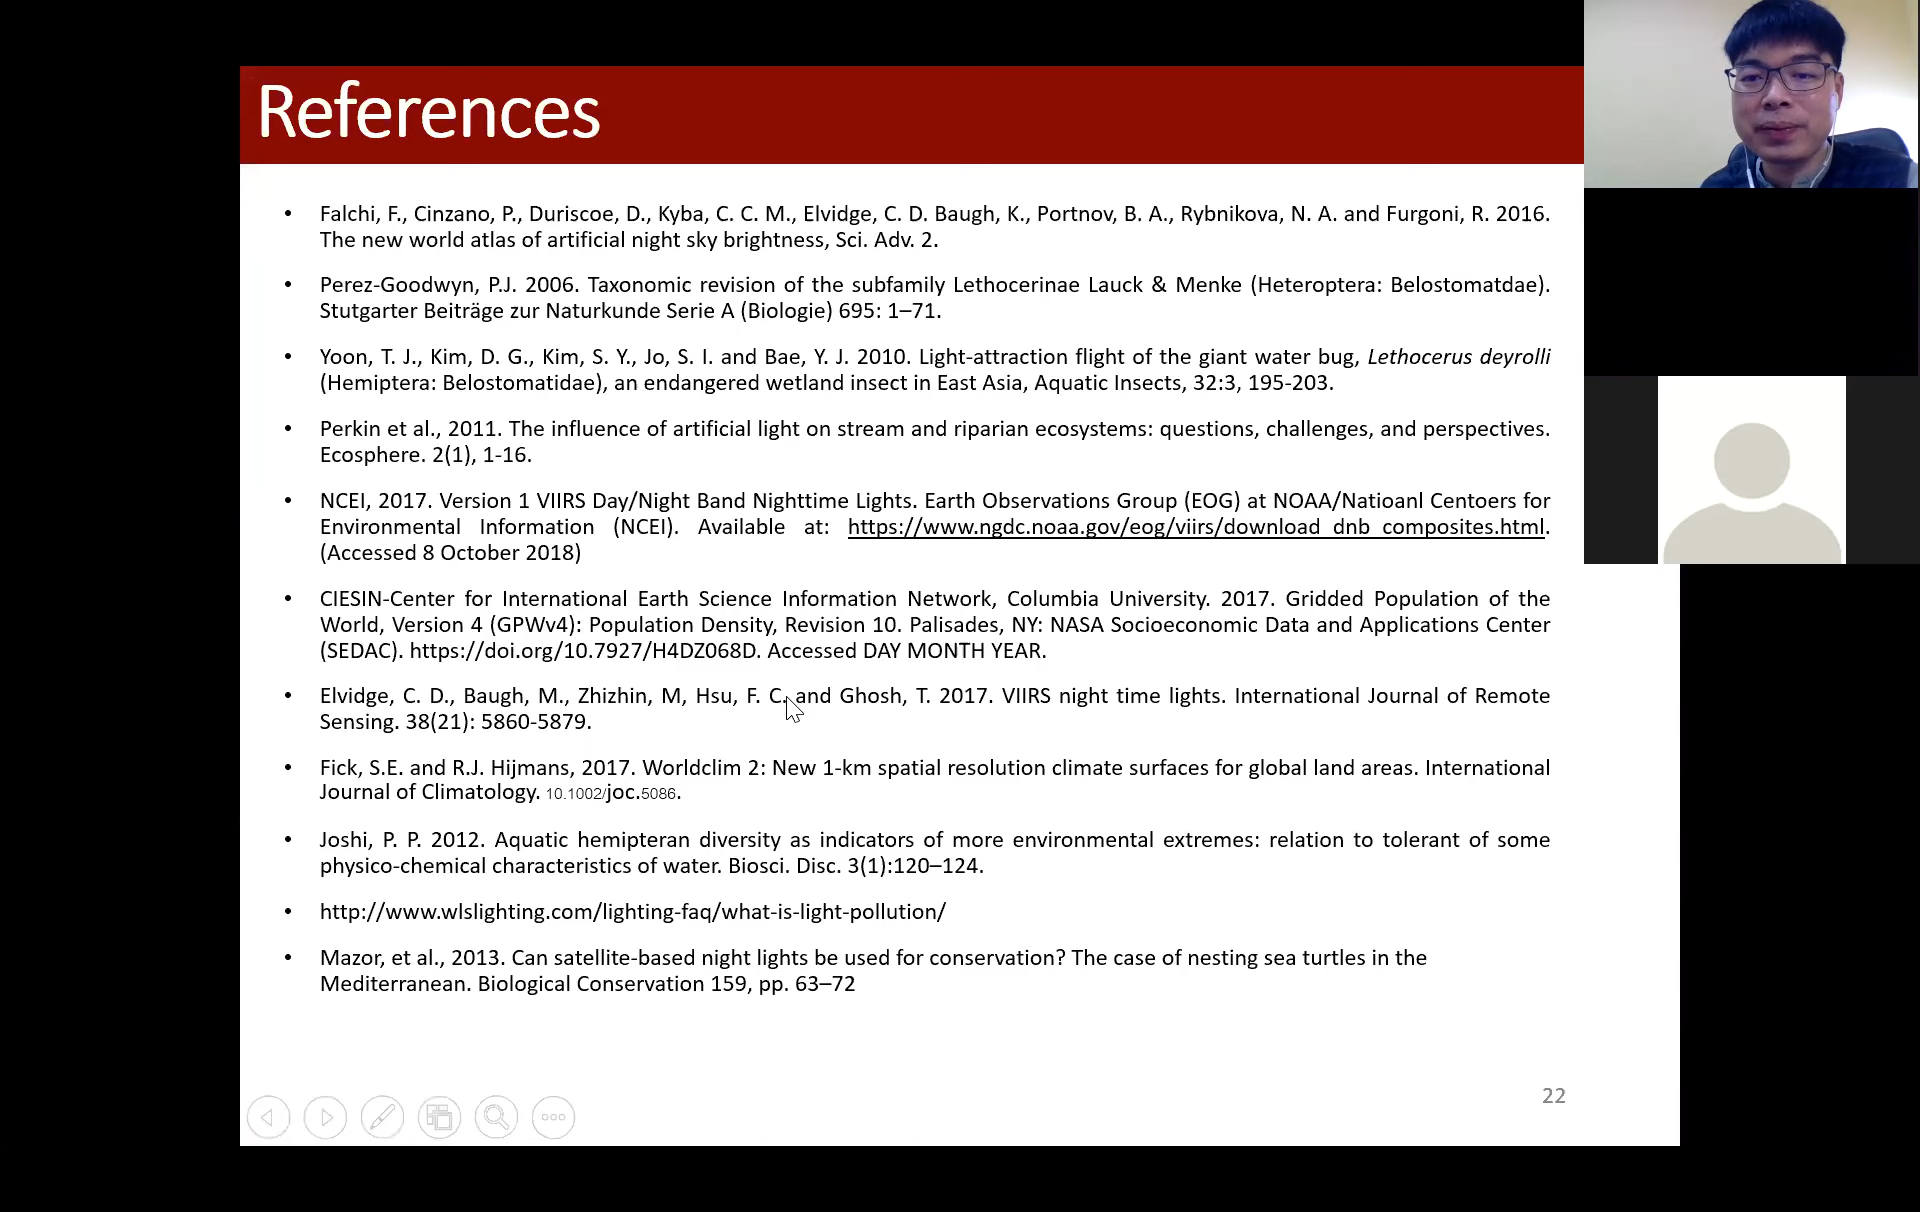 References
• Falchi, F., Cinzano, P., Duriscoe, D., Kyba, C. C. M., Elvidge, C. D. Baugh, K., Portnov, B. A., Rybnikova, N. A. and Furgoni, R. 2016.
The new world atlas of artificial night sky brightness, Sci. Adv. 2.
• Perez-Goodwyn, P.J. 2006. Taxonomic revision of the subfamily Lethocerinae Lauck & Menke (Heteroptera: Belostomatdae).
Stutgarter Beiträge zur Naturkunde Serie A (Biologie) 695: 1–71.
• Yoon, T. J., Kim, D. G., Kim, S. Y., Jo, S. I. and Bae, Y. J. 2010. Light-attraction flight of the giant water bug, Lethocerus deyrolli
(Hemiptera: Belostomatidae), an endangered wetland insect in East Asia, Aquatic Insects, 32:3, 195-203.
• Perkin et al., 2011. The influence of artificial light on stream and riparian ecosystems: questions, challenges, and perspectives.
Ecosphere. 2(1), 1-16.
• NCEI, 2017. Version 1 VIIRS Day/Night Band Nighttime Lights. Earth Observations Group (EOG) at NOAA/Natioanl Centoers for
Environmental Information (NCEI). Available at: https://www.ngdc.noaa.gov/eog/viirs/download_dnb_composites.html.
(Accessed 8 October 2018)
• CIESIN-Center for International Earth Science Information Network, Columbia University. 2017. Gridded Population of the
World, Version 4 (GPWv4): Population Density, Revision 10. Palisades, NY: NASA Socioeconomic Data and Applications Center
(SEDAC). https://doi.org/10.7927/H4DZ068D. Accessed DAY MONTH YEAR.
• Elvidge, C. D., Baugh, M., Zhizhin, M, Hsu, F. C. and Ghosh, T. 2017. VIIRS night time lights. International Journal of Remote
Sensing. 38(21): 5860-5879.
• Fick, S.E. and R.J. Hijmans, 2017. Worldclim 2: New 1-km spatial resolution climate surfaces for global land areas. International
Journal of Climatology. 10.1002/joc.5086.
• Joshi, P. P. 2012. Aquatic hemipteran diversity as indicators of more environmental extremes: relation to tolerant of some
physico-chemical characteristics of water. Biosci. Disc. 3(1):120–124.
• http://www.wlslighting.com/lighting-faq/what-is-light-pollution/
• Mazor, et al., 2013. Can satellite-based night lights be used for conservation? The case of nesting sea turtles in the
Mediterranean. Biological Conservation 159, pp. 63–72
22